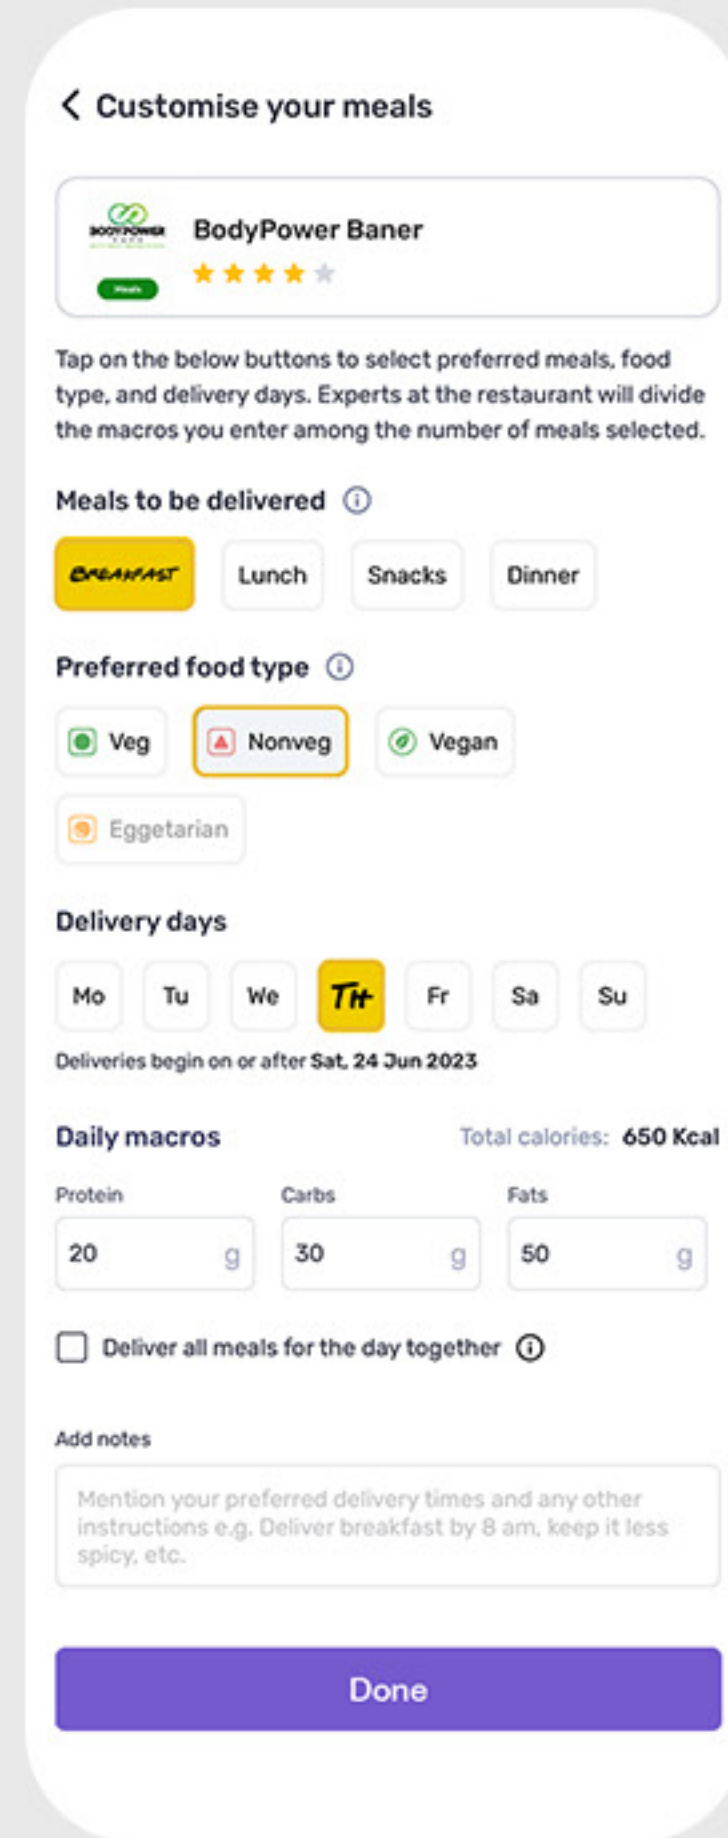 Customise your meals
BODYPOWER
CAFE
Meals
BodyPower Baner
Tap on the below buttons to select preferred meals, food
type, and delivery days. Experts at the restaurant will divide
the macros you enter among the number of meals selected.
Meals to be delivered
BREAKFAST Lunch Snacks Dinner
Preferred food type
Veg Nonveg Vegan
Eggetarian
Delivery days
Mo Tu We TH Fr Sa Su
Deliveries begin on or after Sat, 24 Jun 2023
Daily macros Total calories: 650 Kcal
Protein Carbs Fats
20 g 30 g 50 g
Deliver all meals for the day together
Add notes
Mention your preferred delivery times and any other
instructions e.g. Deliver breakfast by 8 am, keep it less
spicy, etc.
Done